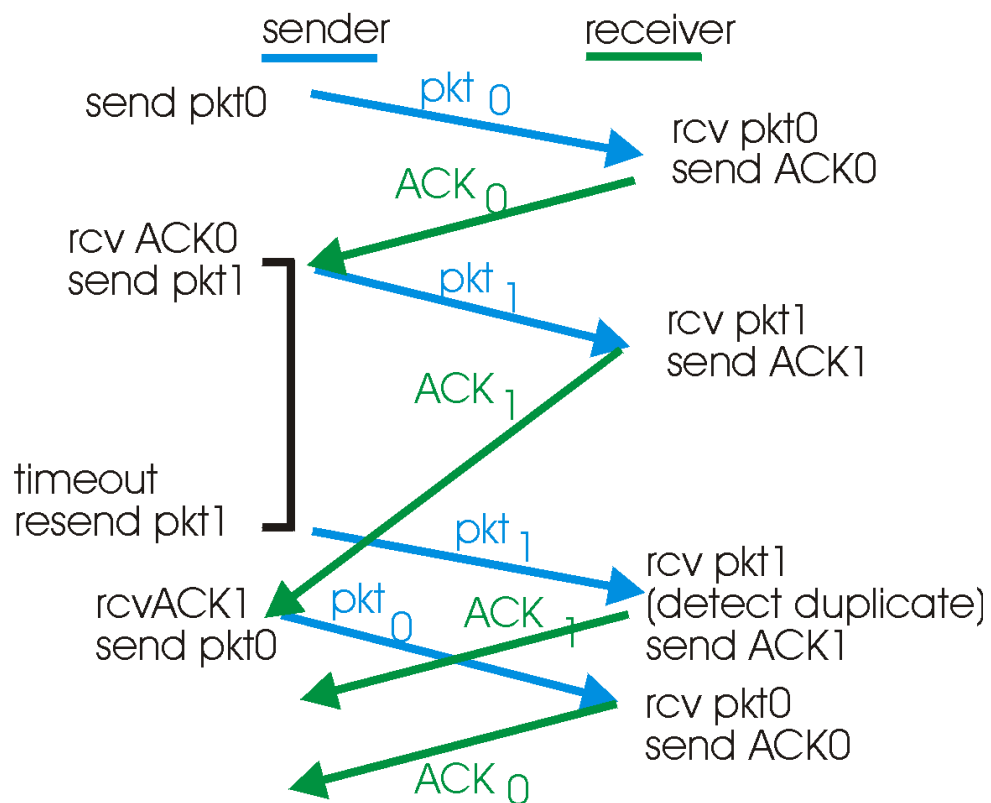 sender
receiver
send pkt0
pkt 0
rcv pkt0
send ACK0
ACK 0
rcv ACK0
send pkt1
pkt 1
rcv pkt1
send ACK1
ACK 1
timeout
resend pkt1
pkt 1
rcv pkt1
(detect duplicate)
send ACK1
rcvACK1
send pkt0
pkt 0
ACK 1
rcv pkt0
send ACK0
ACK 0